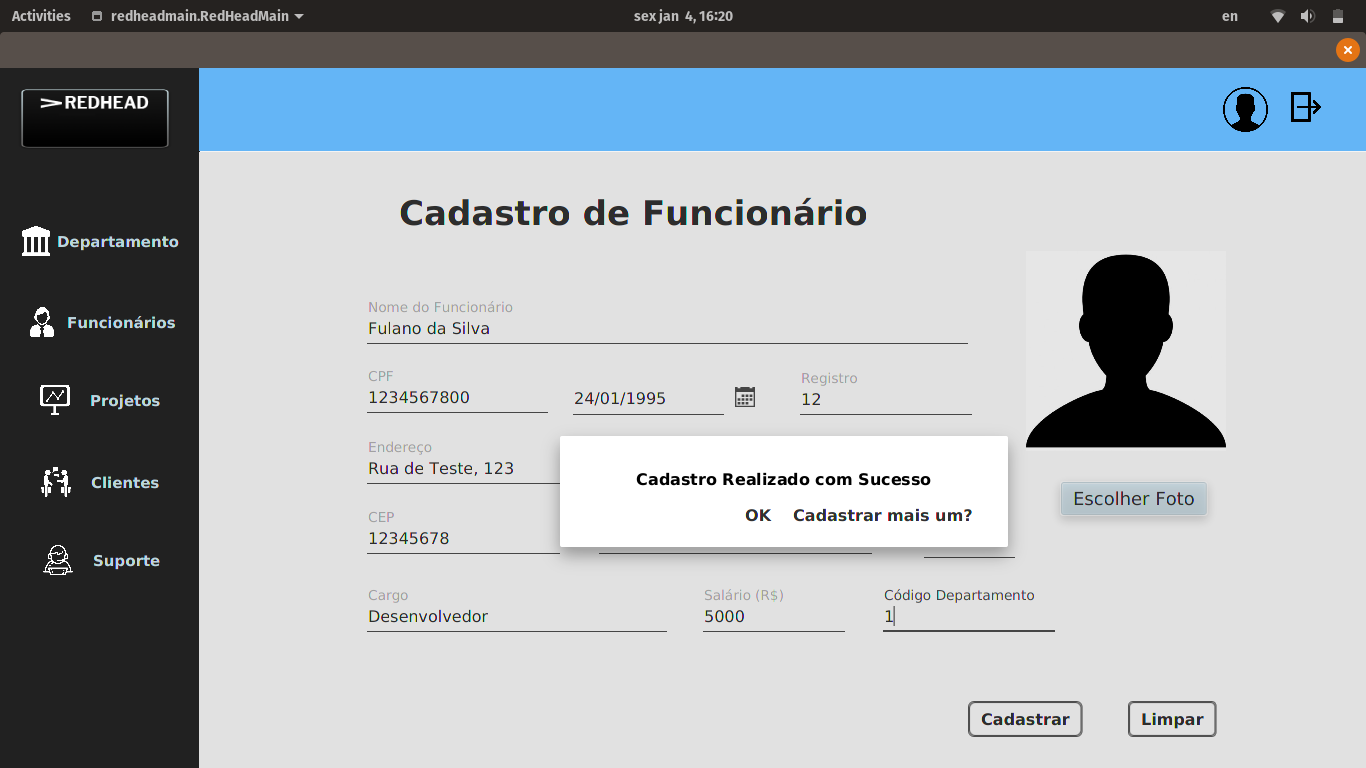 Activities redheadmain.RedHeadMain sex jan 4, 16:20 en
REDHEAD
Departamento
Funcionários
Projetos
Clientes
Suporte
Cadastro de Funcionário
Nome do Funcionário
Fulano da Silva
CPF
1234567800
24/01/1995
Registro
12
Endereço
Rua de Teste, 123
CEP
12345678
Cadastro Realizado com Sucesso
OK Cadastrar mais um?
Escolher Foto
Cargo
Desenvolvedor
Salário (R$)
5000
Código Departamento
1
Cadastrar Limpar